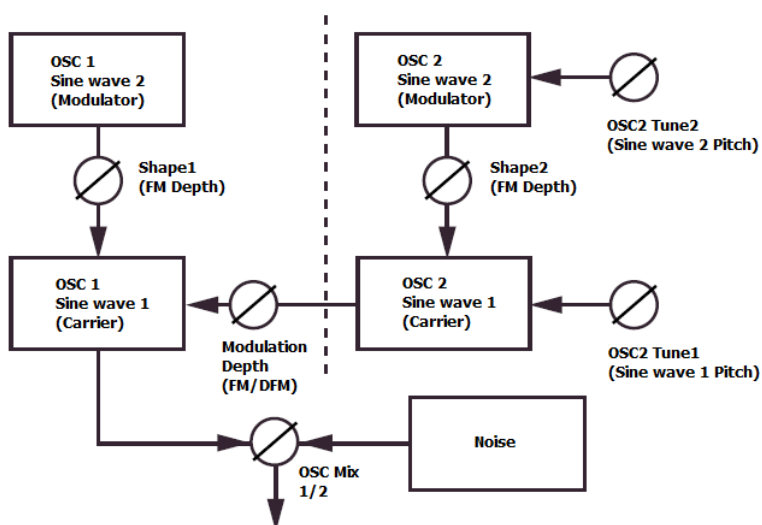 OSC 1
Sine wave 2
(Modulator)
OSC 2
Sine wave 2
(Modulator)
OSC2 Tune2
(Sine wave 2 Pitch)
Shape1
(FM Depth)
Shape2
(FM Depth)
OSC 1
Sine wave 1
(Carrier)
OSC 2
Sine wave 1
(Carrier)
Modulation
Depth
(FM/DFM)
OSC2 Tune1
(Sine wave 1 Pitch)
Noise
OSC Mix
1/2